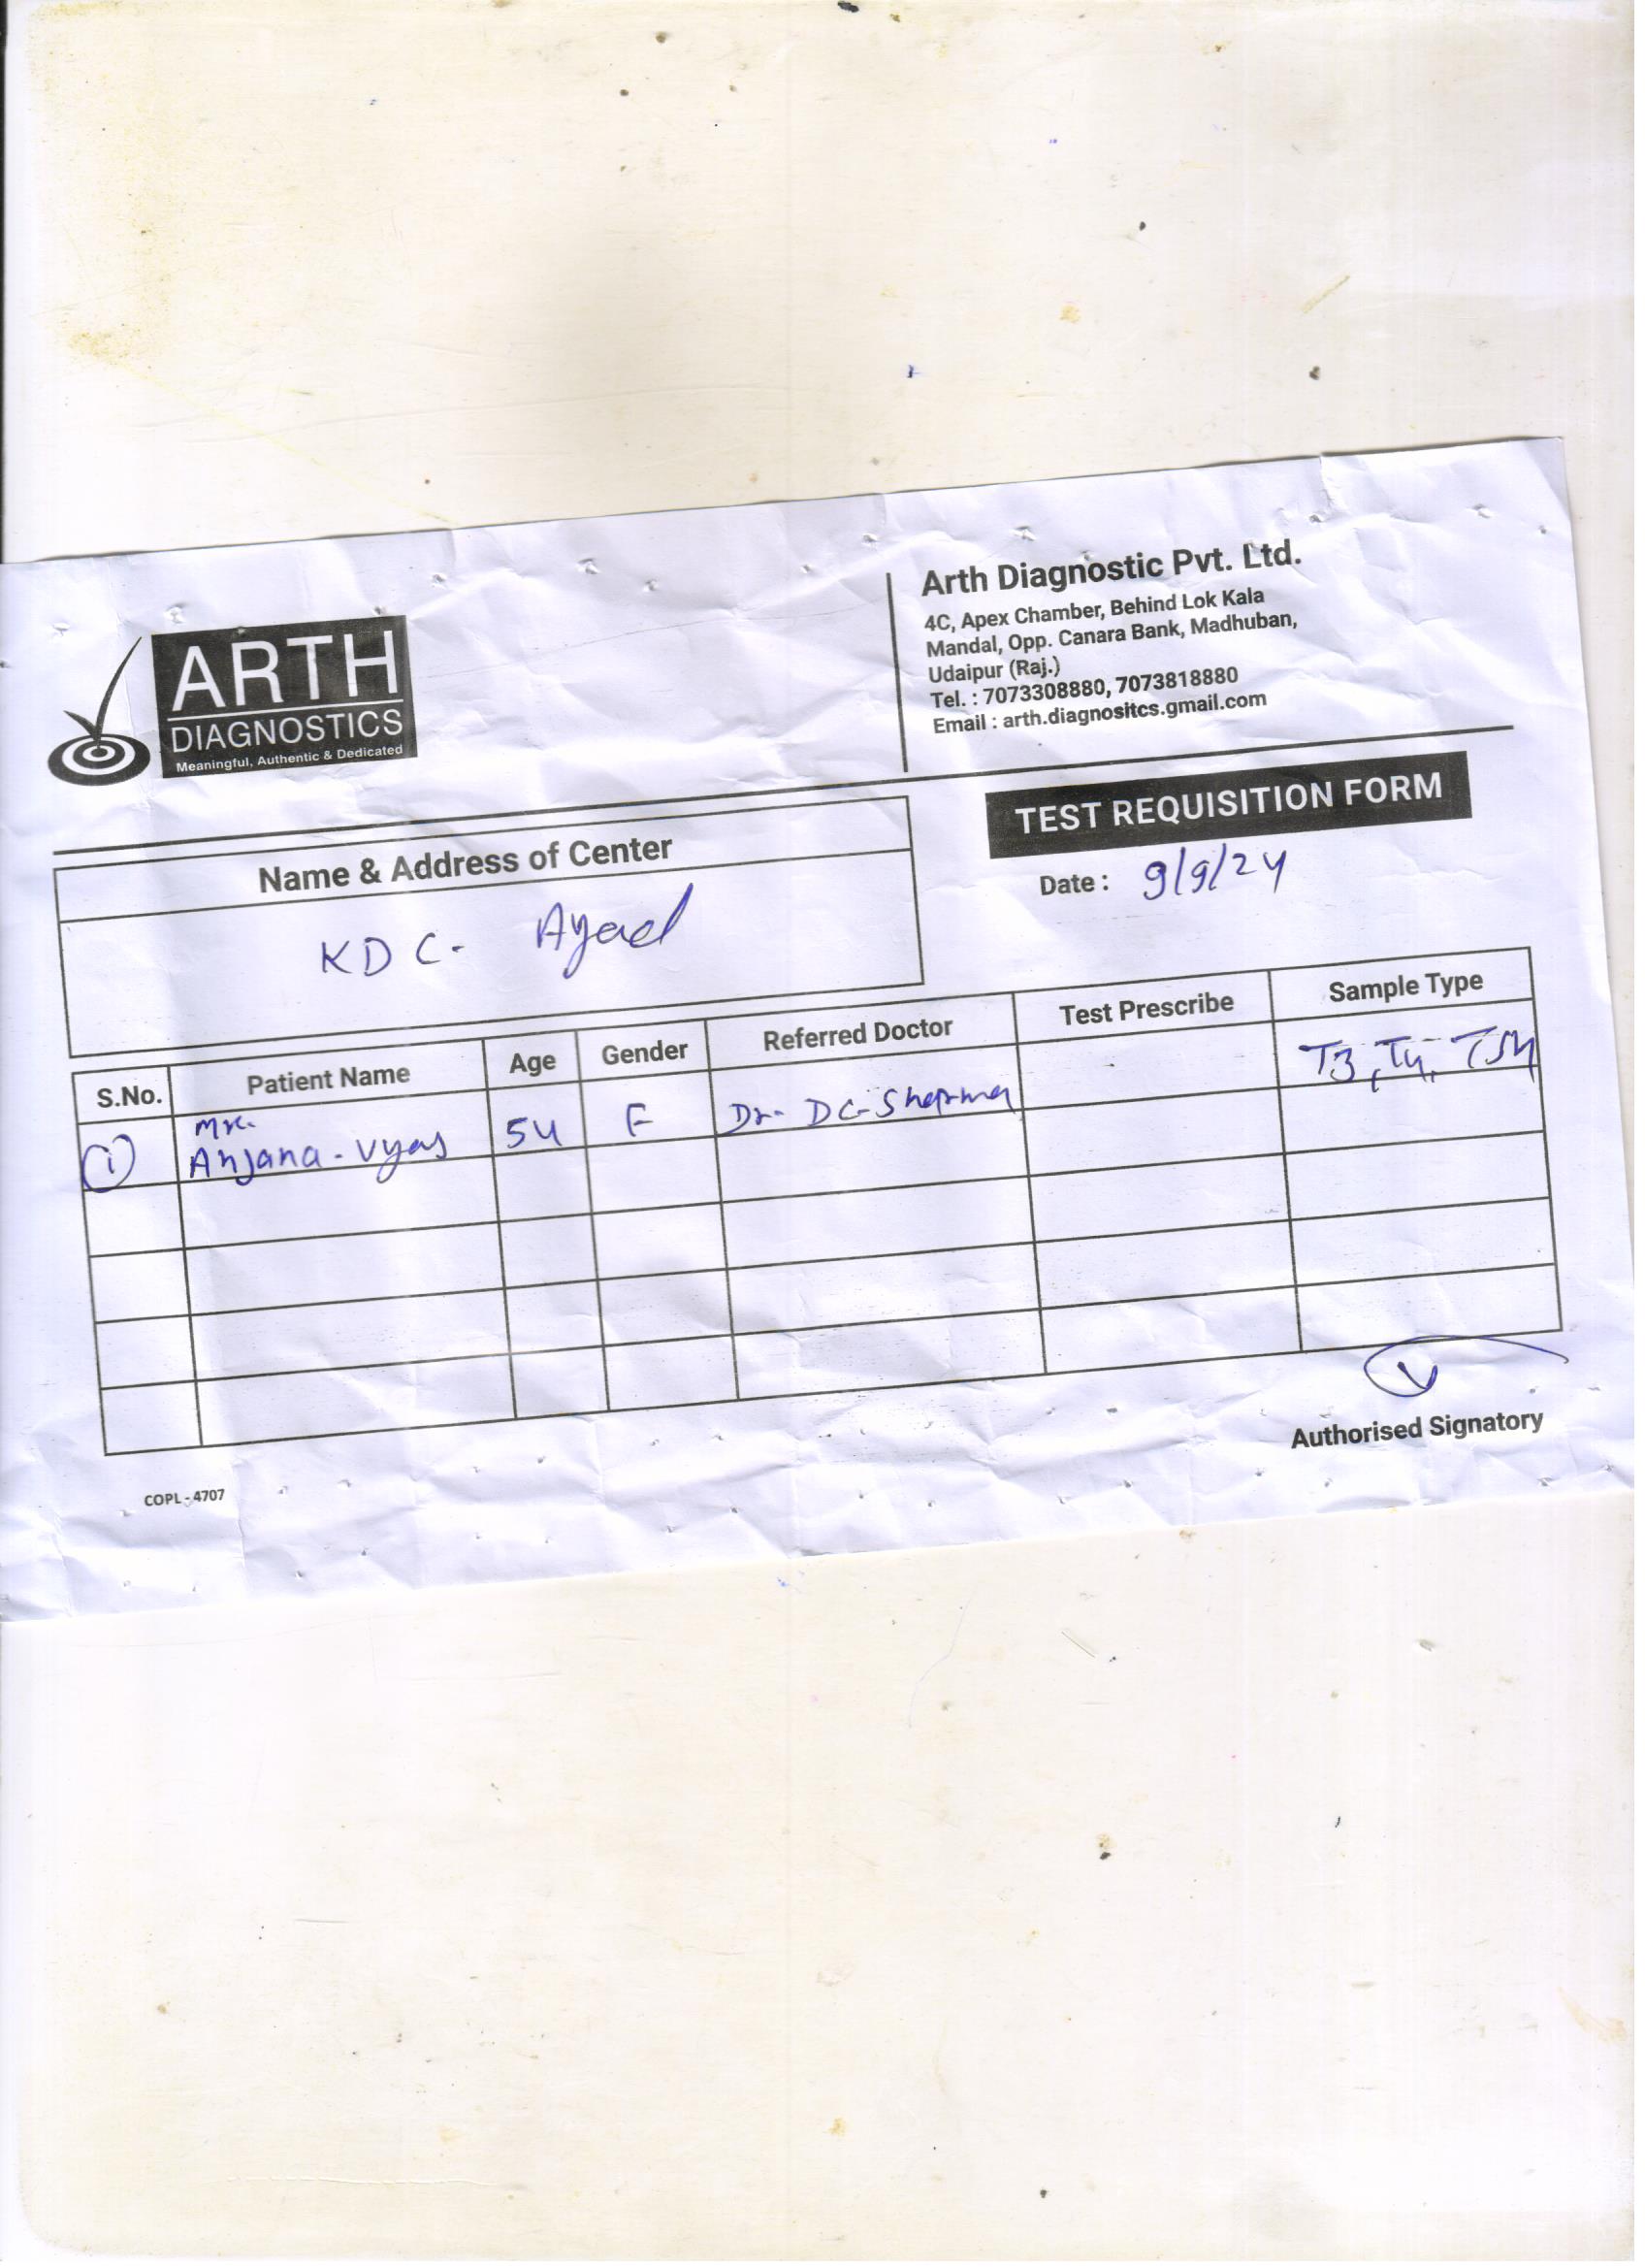 ARTH
DIAGNOSTICS
Meaningful, Authentic & Dedicated
Arth Diagnostic Pvt. Ltd.
4C, Apex Chamber, Behind Lok Kala
Mandal, Opp. Canara Bank, Madhuban,
Udaipur (Raj.)
Tel. : 7073308880, 7073818880
Email : arth.diagnositcs.gmail.com
TEST REQUISITION FORM
Name & Address of Center
Date : 9/9/24
KDC- Ayad
S.No. Patient Name Age Gender Referred Doctor Test Prescribe Sample Type
Mrs.
1 Anjana - Vyas 54 F Dr- DC-Sharma T3, T4, TSH
Authorised Signatory
COPL - 4707